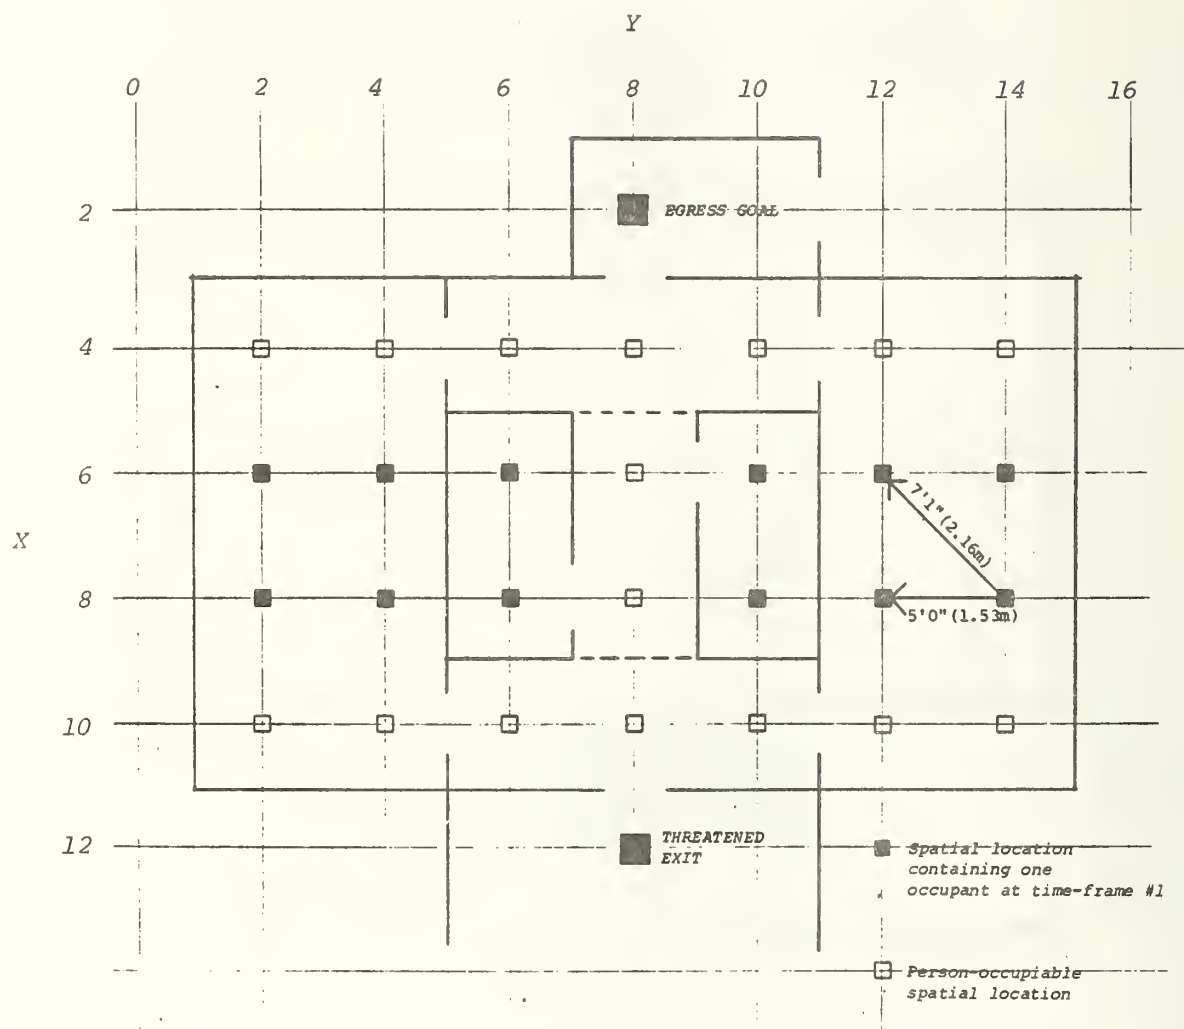 Y
0 2 4 6 8 10 12 14 16
2 EGRESS GOAL
4
6
7'1"(2.16m)
X
8
5'0"(1.53m)
10
12
THREATENED
EXIT
Spatial location
containing one
occupant at time-frame #1
Person-occupiable
spatial location